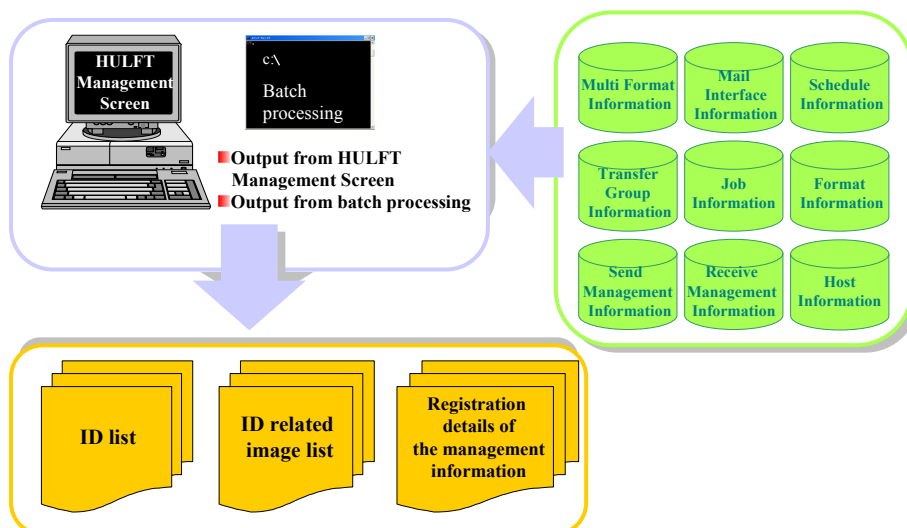 HULFT
Management
Screen
c:\
Batch
processing
Output from HULFT
Management Screen
Output from batch processing
Multi Format
Information
Mail
Interface
Information
Schedule
Information
Transfer
Group
Information
Job
Information
Format
Information
Send
Management
Information
Receive
Management
Information
Host
Information
ID list
ID related
image list
Registration
details of
the management
information